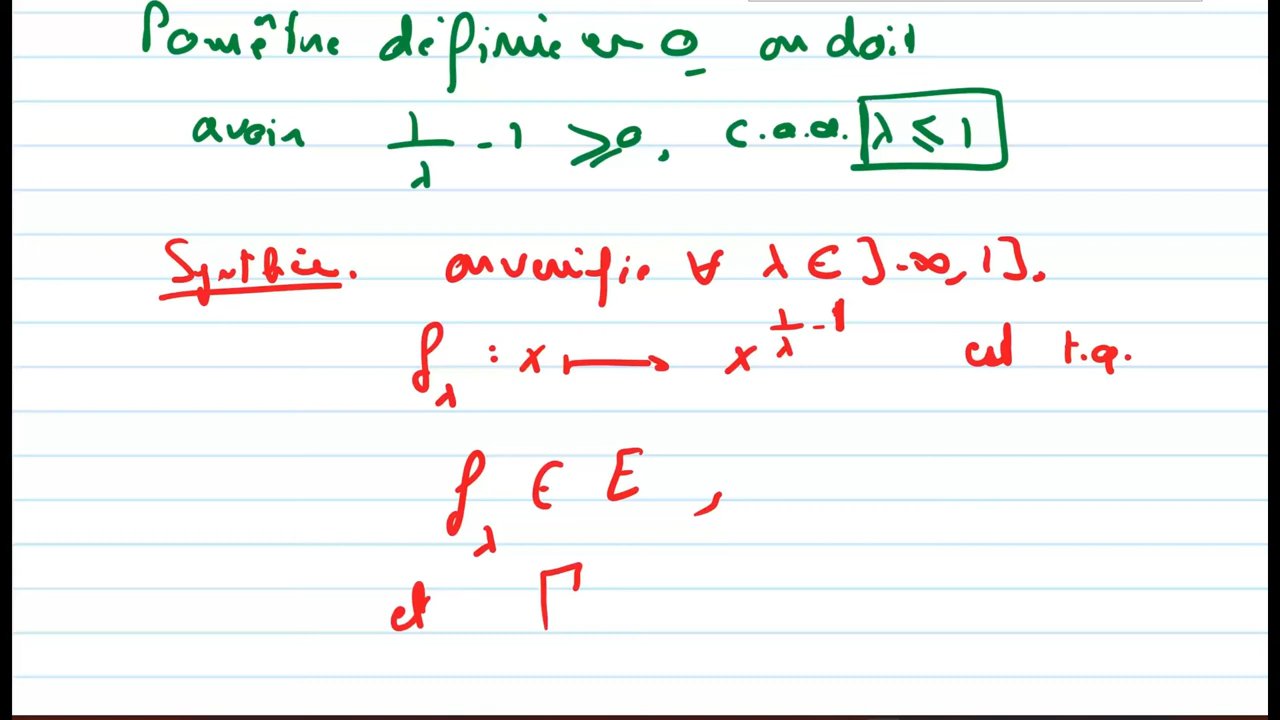 Pour être définie en 0 on doit
avoir 1/λ - 1 ≥ 0, c.a.d. λ ≤ 1
Synthèse. on vérifie ∀ λ ∈ ]-∞, 1].
f_λ : x ⟼ x^(1/λ - 1) est t.q.
f_λ ∈ E ,
et Γ